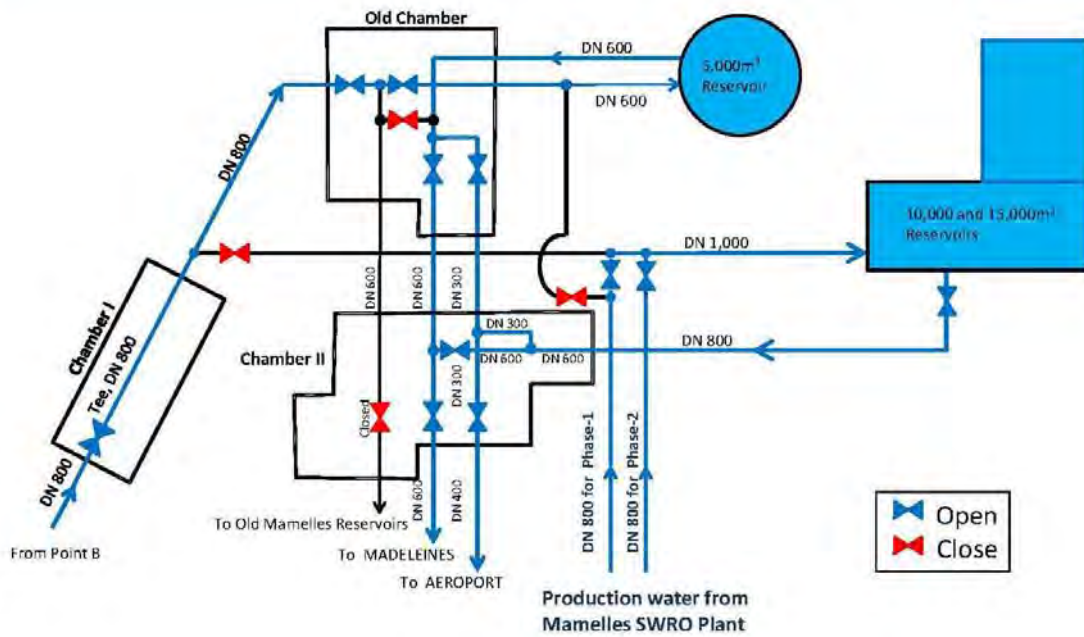 Old Chamber
DN 600
5,000m³
Reservoir
DN 600
DN 800
10,000 and 15,000m³
Reservoirs
DN 1,000
DN 600
DN 600
DN 300
Chamber I
Tee, DN 800
DN 800
From Point B
Chamber II
DN 300
DN 600
DN 600
DN 800
DN 300
Closed
DN 600
DN 400
To Old Mamelles Reservoirs
To MADELEINES
To AEROPORT
DN 800 for Phase-1
DN 800 for Phase-2
Production water from
Mamelles SWRO Plant
Open
Close